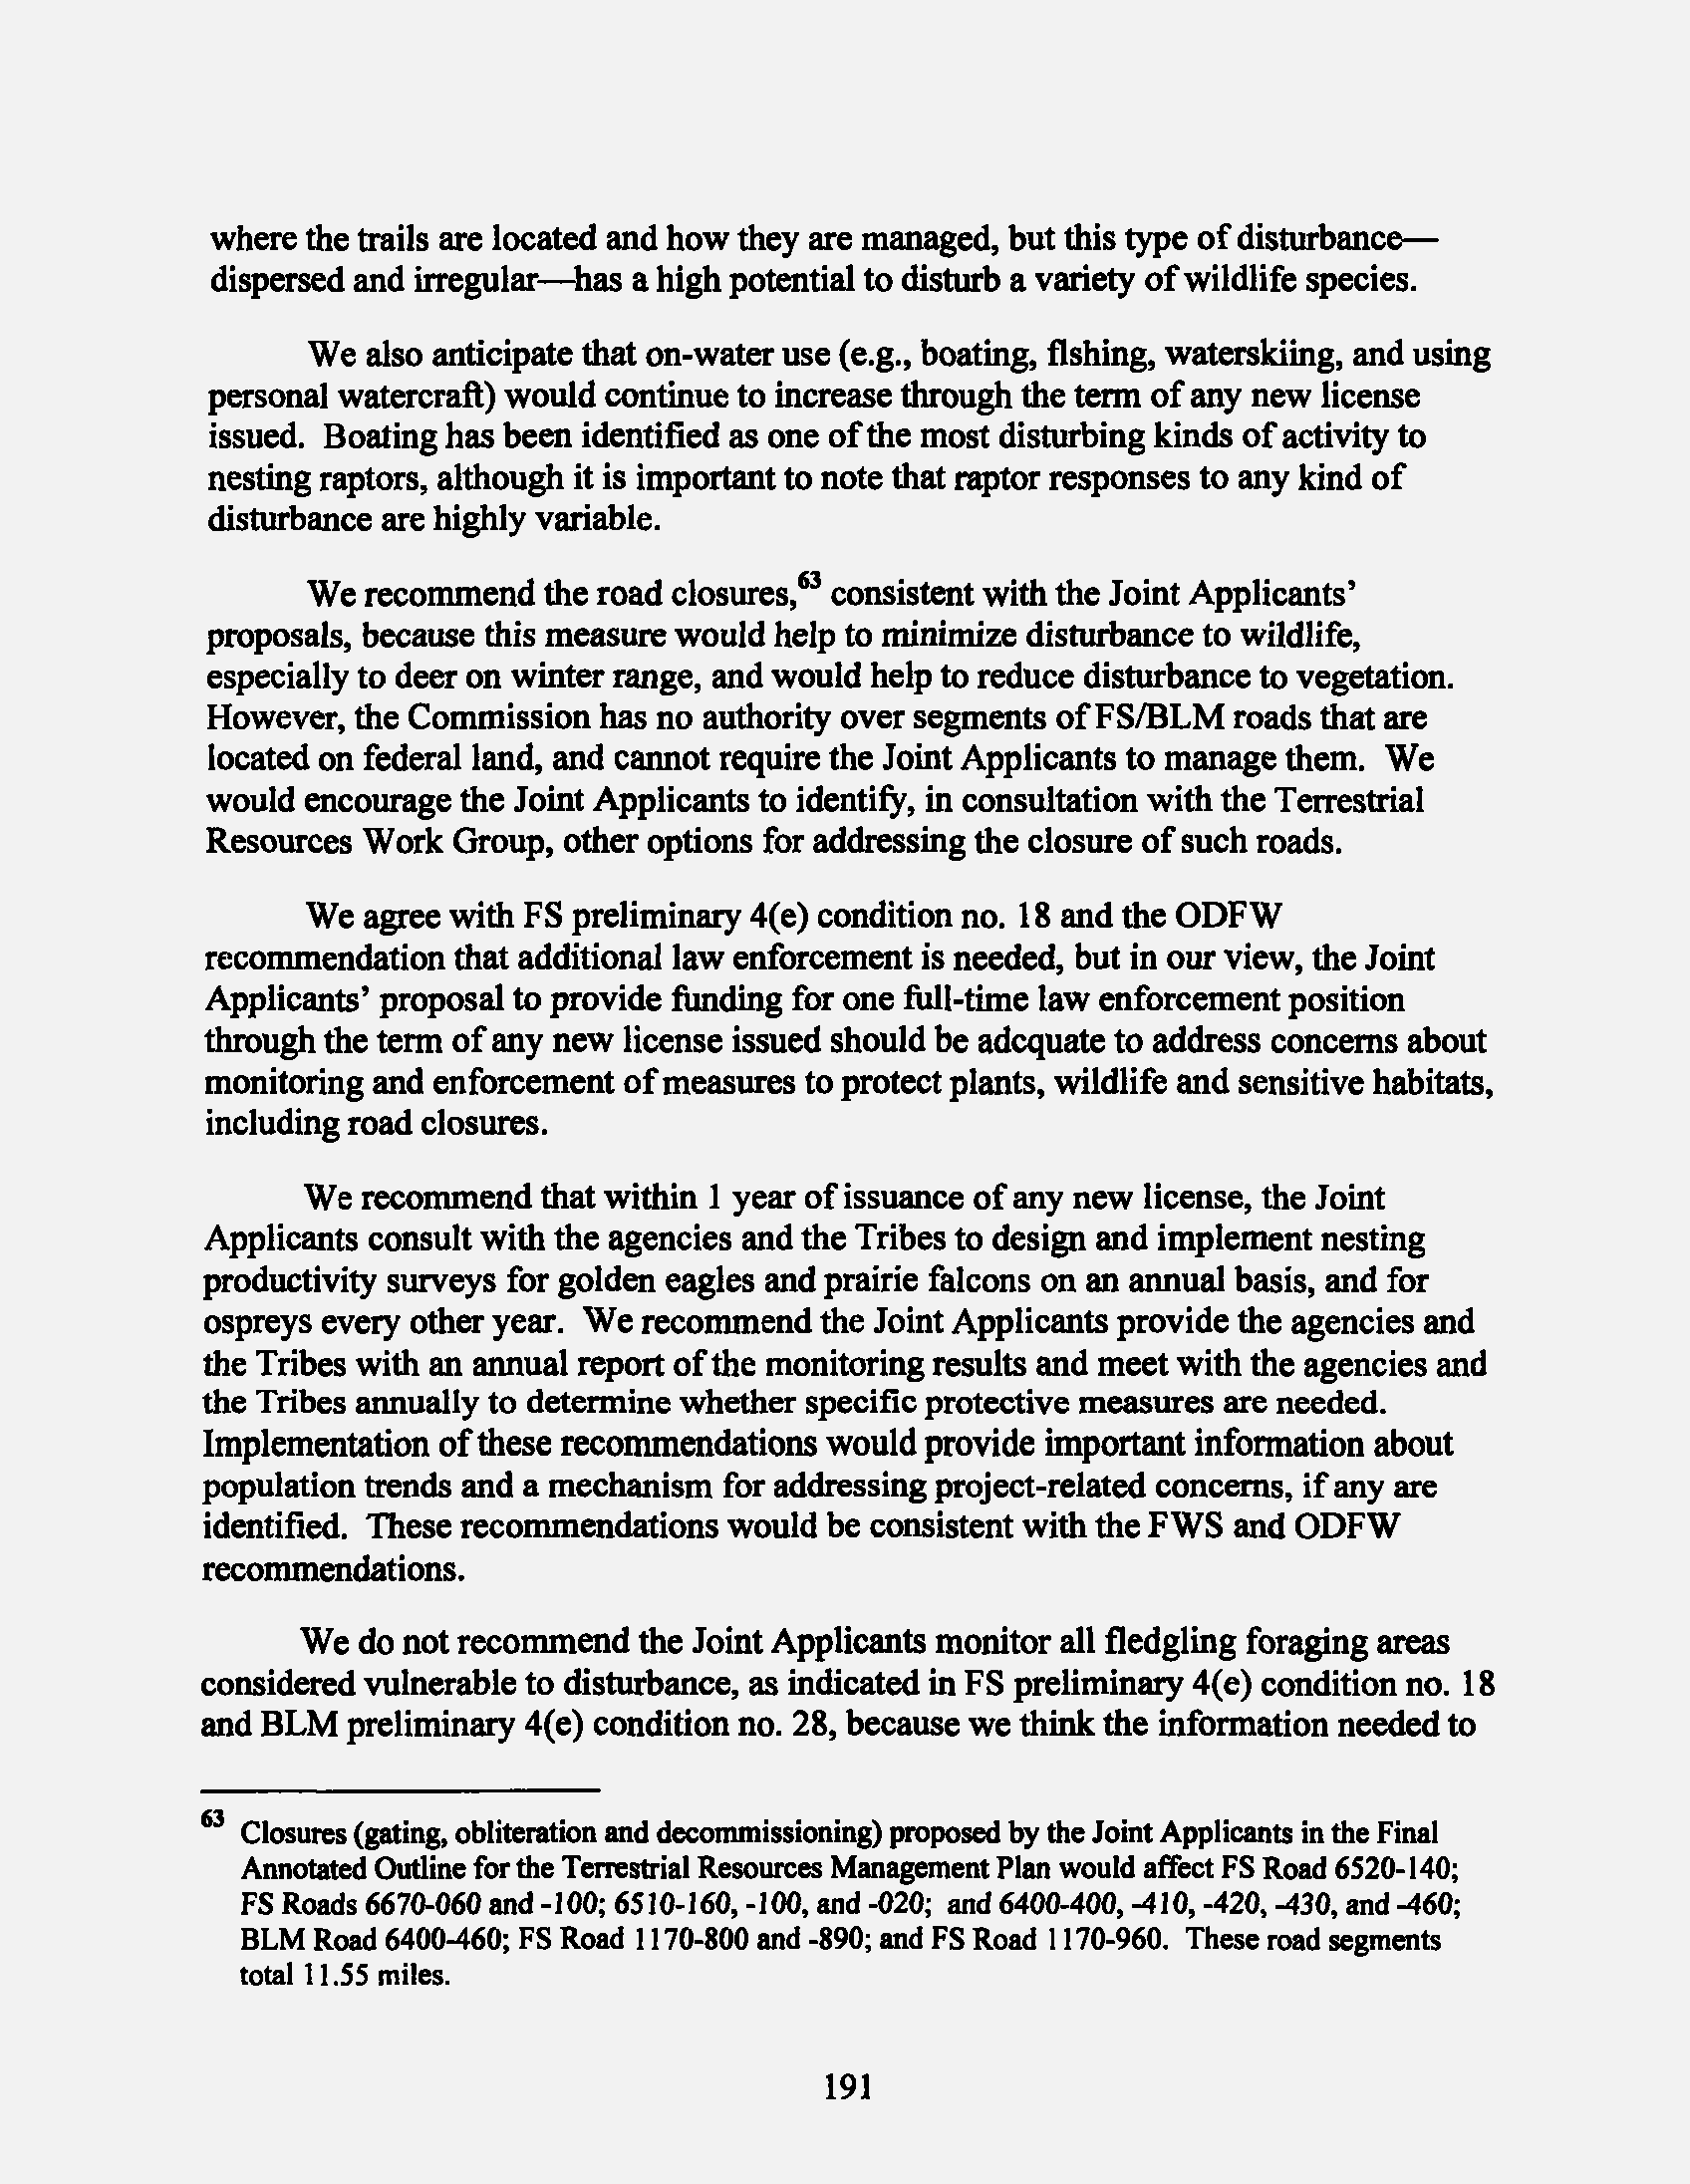 where the trails are located and how they are managed, but this type of disturbance—
dispersed and irregular—has a high potential to disturb a variety of wildlife species.
We also anticipate that on-water use (e.g., boating, fishing, waterskiing, and using
personal watercraft) would continue to increase through the term of any new license
issued. Boating has been identified as one of the most disturbing kinds of activity to
nesting raptors, although it is important to note that raptor responses to any kind of
disturbance are highly variable.
We recommend the road closures,63 consistent with the Joint Applicants’
proposals, because this measure would help to minimize disturbance to wildlife,
especially to deer on winter range, and would help to reduce disturbance to vegetation.
However, the Commission has no authority over segments of FS/BLM roads that are
located on federal land, and cannot require the Joint Applicants to manage them. We
would encourage the Joint Applicants to identify, in consultation with the Terrestrial
Resources Work Group, other options for addressing the closure of such roads.
We agree with FS preliminary 4(e) condition no. 18 and the ODFW
recommendation that additional law enforcement is needed, but in our view, the Joint
Applicants’ proposal to provide funding for one full-time law enforcement position
through the term of any new license issued should be adequate to address concerns about
monitoring and enforcement of measures to protect plants, wildlife and sensitive habitats,
including road closures.
We recommend that within 1 year of issuance of any new license, the Joint
Applicants consult with the agencies and the Tribes to design and implement nesting
productivity surveys for golden eagles and prairie falcons on an annual basis, and for
ospreys every other year. We recommend the Joint Applicants provide the agencies and
the Tribes with an annual report of the monitoring results and meet with the agencies and
the Tribes annually to determine whether specific protective measures are needed.
Implementation of these recommendations would provide important information about
population trends and a mechanism for addressing project-related concerns, if any are
identified. These recommendations would be consistent with the FWS and ODFW
recommendations.
We do not recommend the Joint Applicants monitor all fledgling foraging areas
considered vulnerable to disturbance, as indicated in FS preliminary 4(e) condition no. 18
and BLM preliminary 4(e) condition no. 28, because we think the information needed to
63 Closures (gating, obliteration and decommissioning) proposed by the Joint Applicants in the Final
Annotated Outline for the Terrestrial Resources Management Plan would affect FS Road 6520-140;
FS Roads 6670-060 and -100; 6510-160, -100, and -020; and 6400-400, -410, -420, -430, and -460;
BLM Road 6400-460; FS Road 1170-800 and -890; and FS Road 1170-960. These road segments
total 11.55 miles.
191